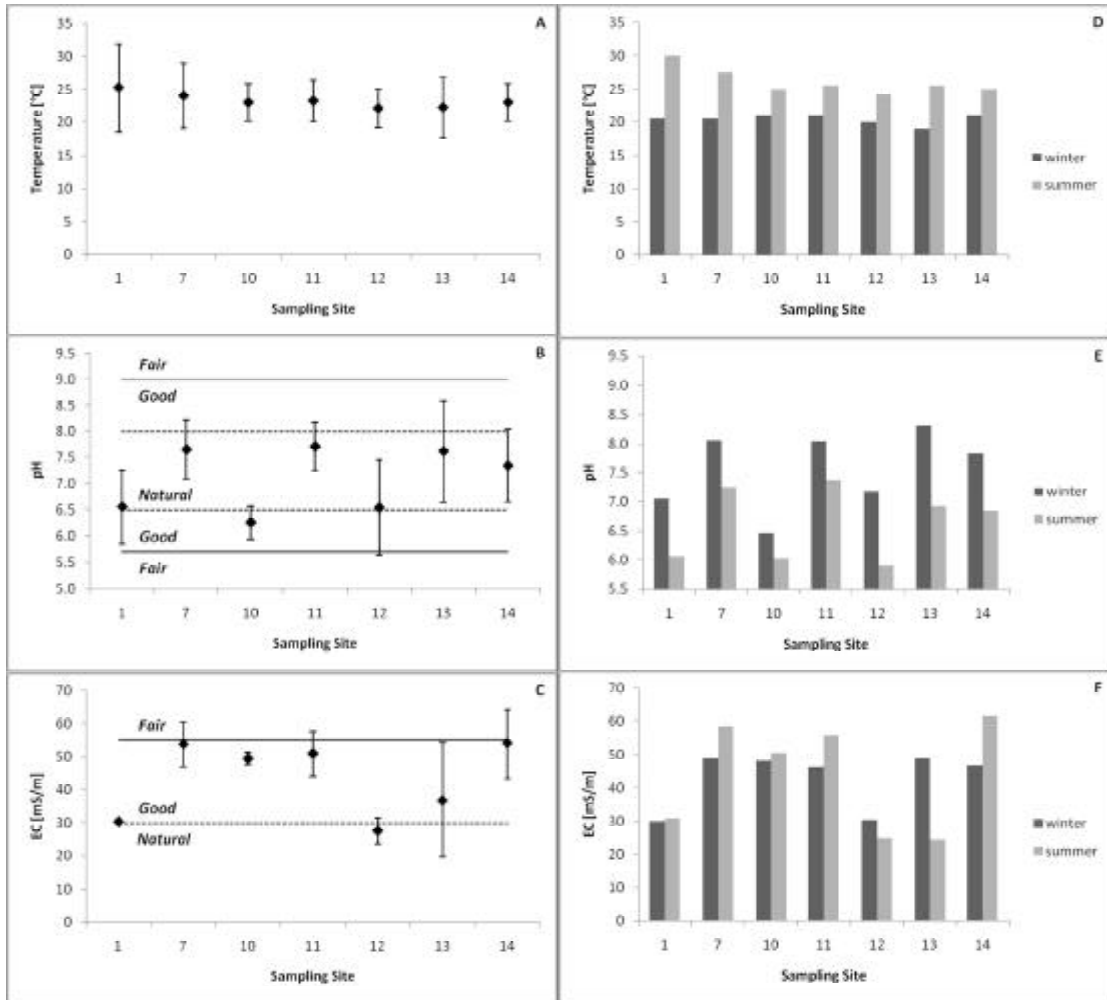 A
35
30
25
20
15
10
5
0
Temperature [°C]
1 7 10 11 12 13 14
Sampling Site
D
35
30
25
20
15
10
5
0
Temperature [°C]
1 7 10 11 12 13 14
Sampling Site
winter
summer
B
9.5
9.0
8.5
8.0
7.5
7.0
6.5
6.0
5.5
5.0
pH
Fair
Good
Natural
Good
Fair
1 7 10 11 12 13 14
Sampling Site
E
9.5
9.0
8.5
8.0
7.5
7.0
6.5
6.0
5.5
pH
1 7 10 11 12 13 14
Sampling Site
winter
summer
C
70
60
50
40
30
20
10
0
EC [mS/m]
Fair
Good
Natural
1 7 10 11 12 13 14
Sampling Site
F
70
60
50
40
30
20
10
0
EC [mS/m]
1 7 10 11 12 13 14
Sampling Site
winter
summer